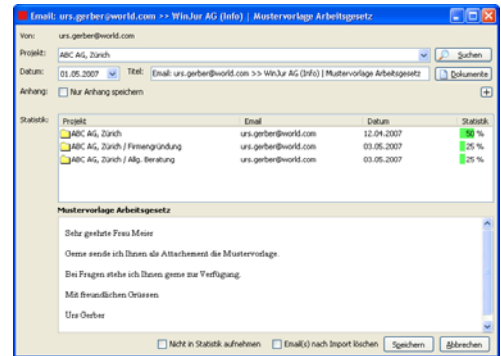 Email: urs.gerber@world.com >> WinJur AG (Info) | Mustervorlage Arbeitsgesetz
Von: urs.gerber@world.com
Projekt: ABC AG, Zürich Suchen
Datum: 01.05.2007 Titel: Email: urs.gerber@world.com >> WinJur AG (Info) | Mustervorlage Arbeitsgesetz Dokumente
Anhang: Nur Anhang speichern
Statistik: Projekt Email Datum Statistik
ABC AG, Zürich urs.gerber@world.com 12.04.2007 50 %
ABC AG, Zürich / Firmengründung urs.gerber@world.com 03.05.2007 25 %
ABC AG, Zürich / Allg. Beratung urs.gerber@world.com 03.05.2007 25 %
Mustervorlage Arbeitsgesetz
Sehr geehrte Frau Meier
Gerne sende ich Ihnen als Attachement die Mustervorlage.
Bei Fragen stehe ich Ihnen gerne zur Verfügung.
Mit freundlichen Grüssen
Urs Gerber
Nicht in Statistik aufnehmen Email(s) nach Import löschen Speichern Abbrechen